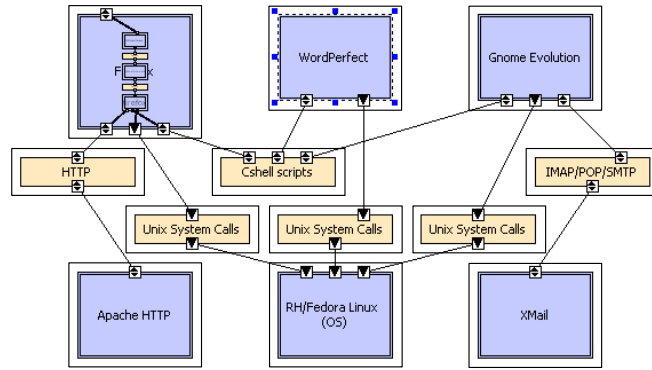 WordPerfect
Gnome Evolution
HTTP
Cshell scripts
IMAP/POP/SMTP
Unix System Calls
Unix System Calls
Unix System Calls
Apache HTTP
RH/Fedora Linux
(OS)
XMail